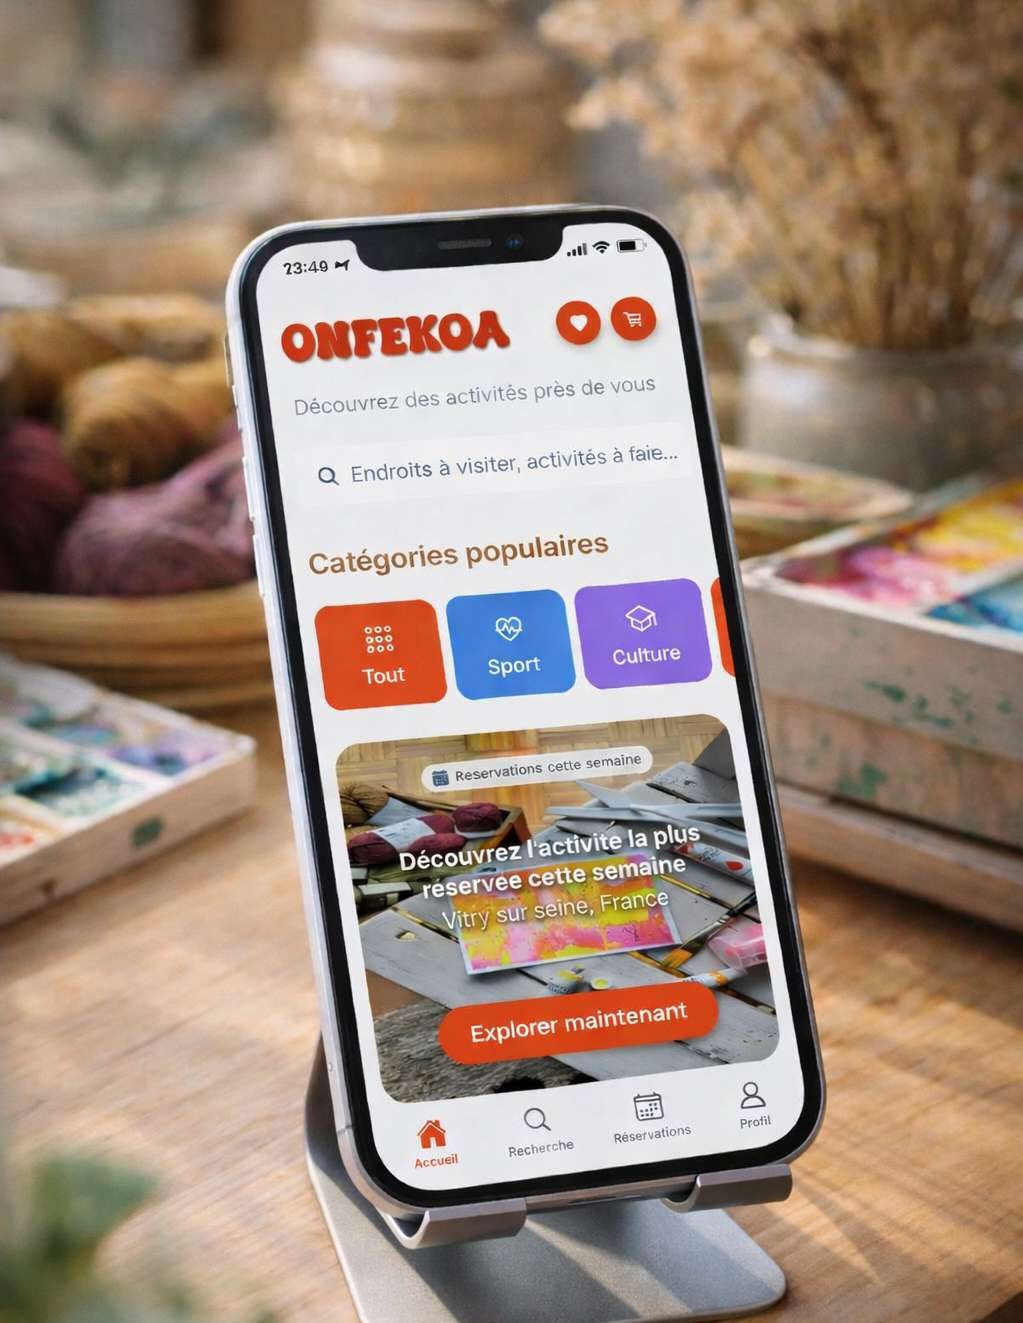 23:49
ONFEKOA
Découvrez des activités près de vous
Endroits à visiter, activités à faie...
Catégories populaires
Tout
Sport
Culture
Reservations cette semaine
Découvrez l'activite la plus
réservée cette semaine
Vitry sur seine, France
Explorer maintenant
Accueil
Recherche
Réservations
Profil